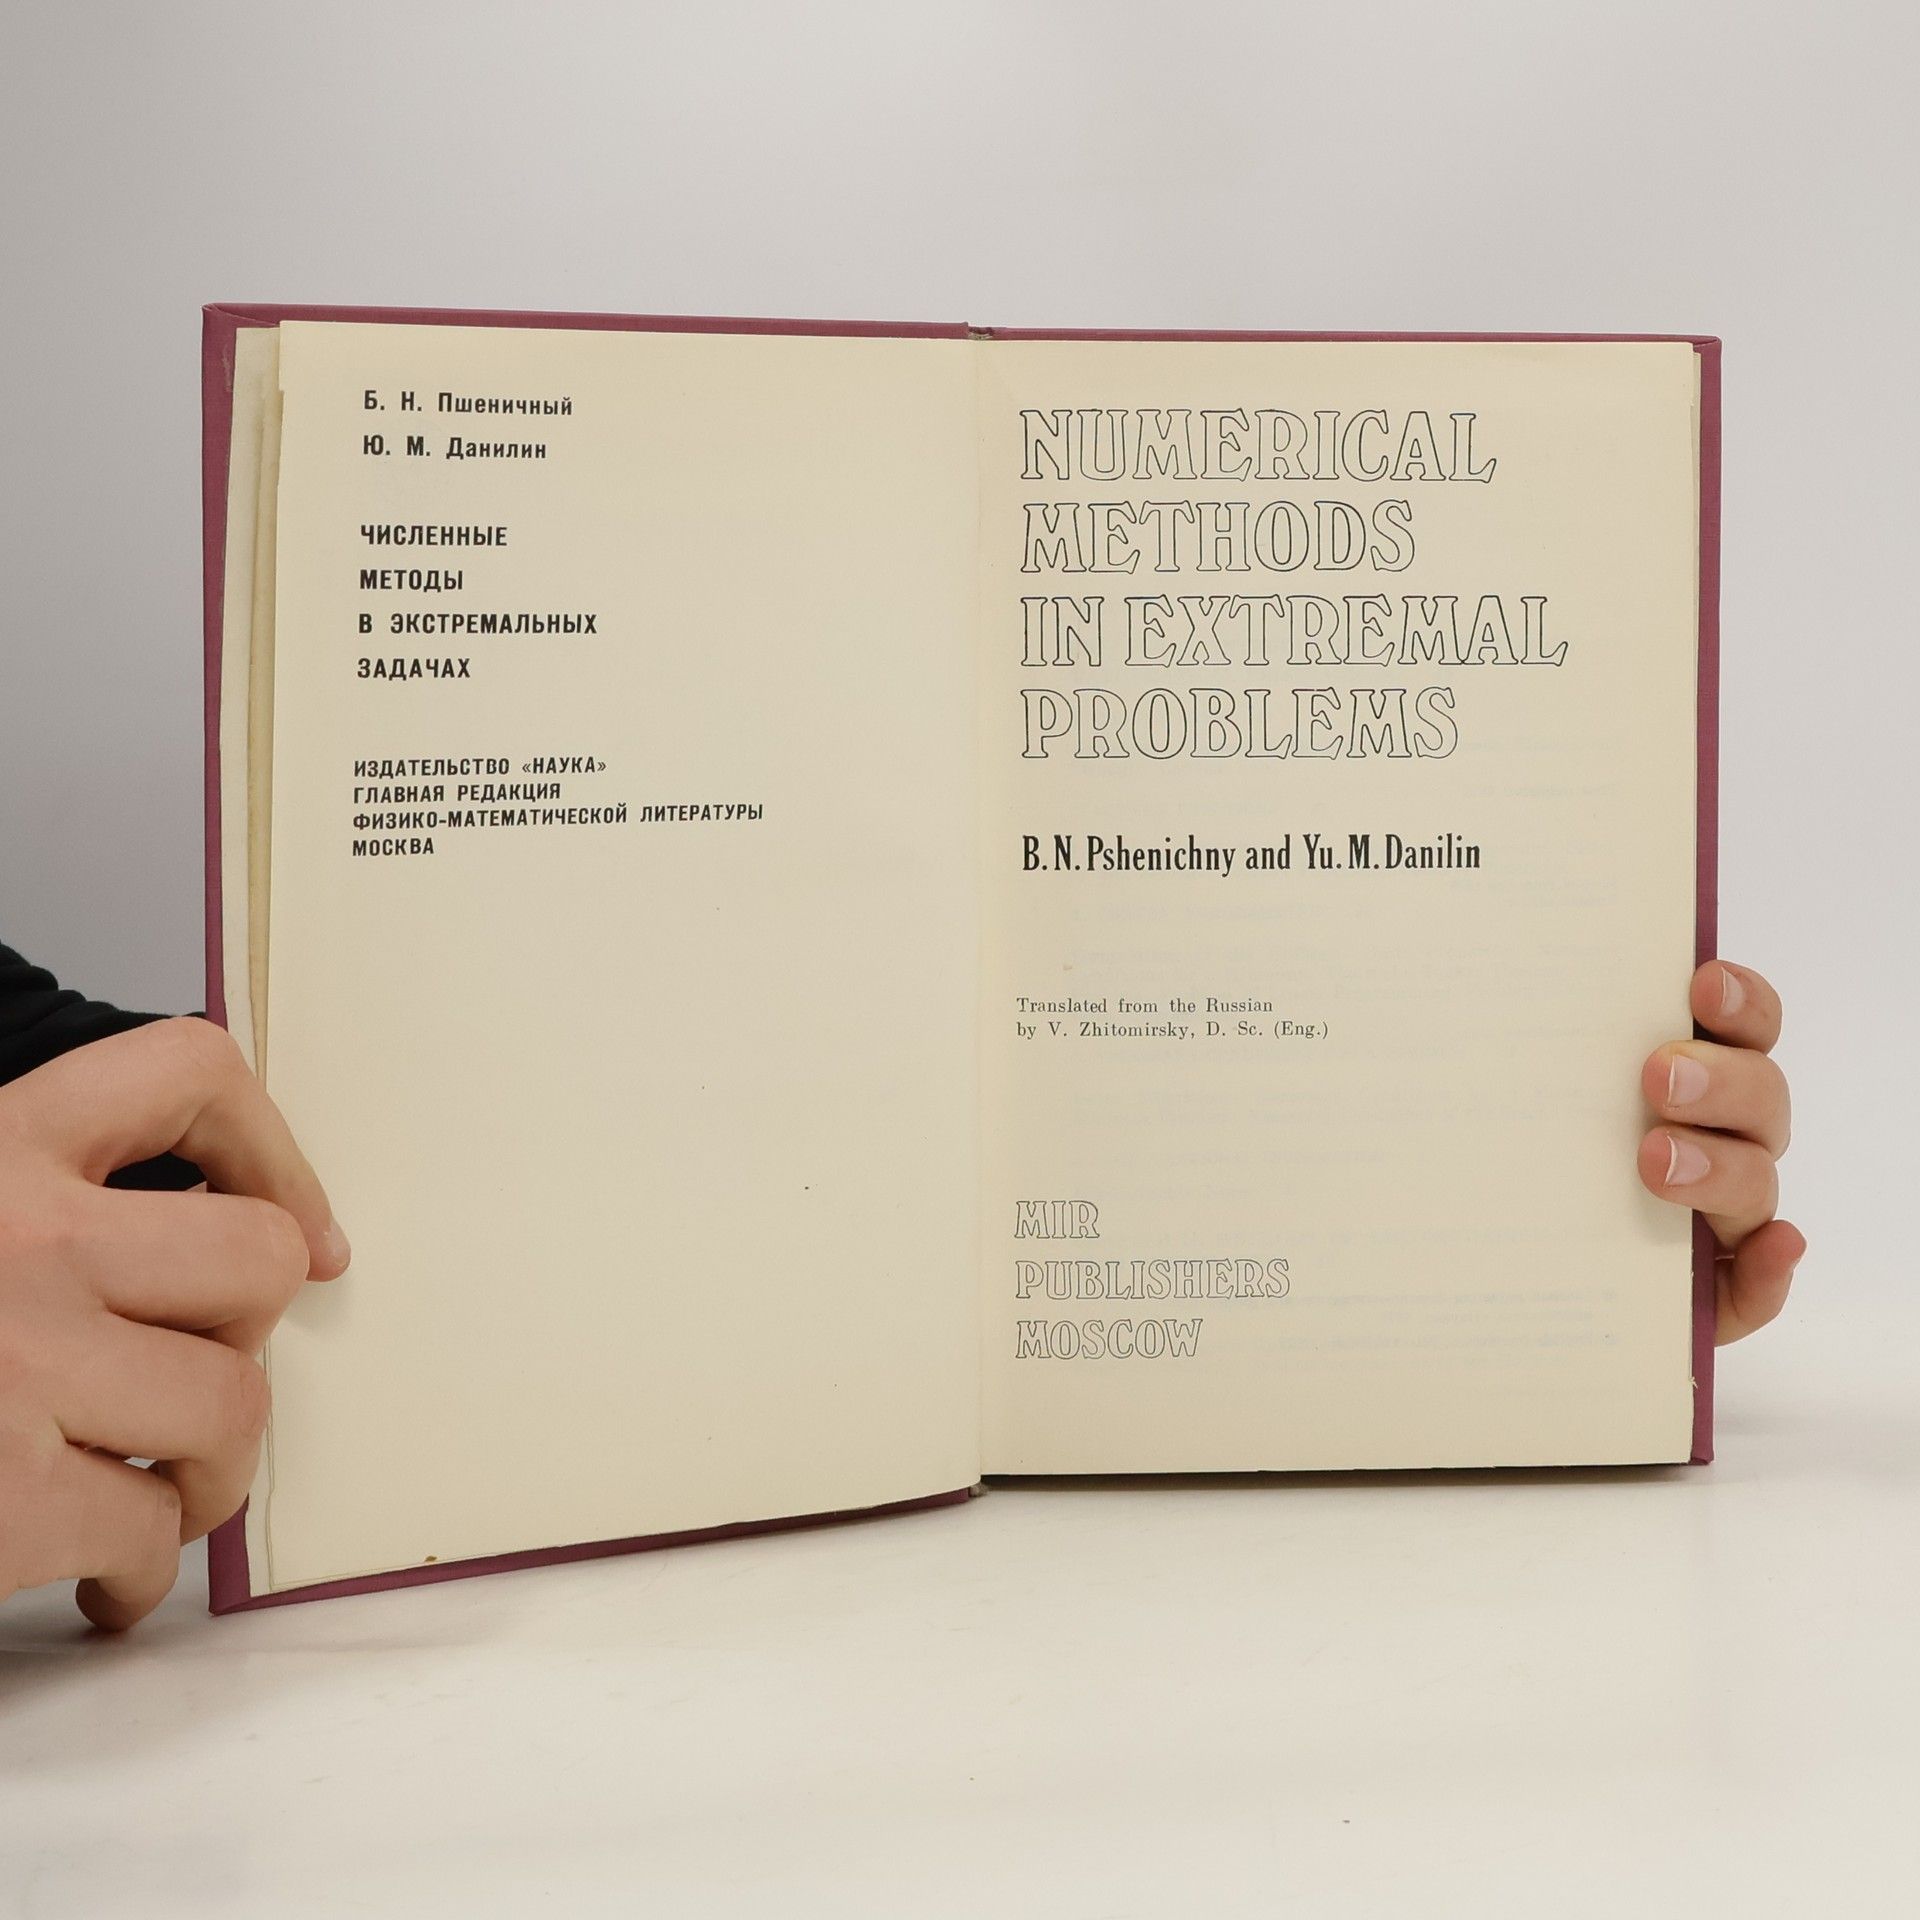 Б. Н. Пшеничный
Ю. М. Данилин
ЧИСЛЕННЫЕ
МЕТОДЫ
В ЭКСТРЕМАЛЬНЫХ
ЗАДАЧАХ
ИЗДАТЕЛЬСТВО «НАУКА»
ГЛАВНАЯ РЕДАКЦИЯ
ФИЗИКО-МАТЕМАТИЧЕСКОЙ ЛИТЕРАТУРЫ
МОСКВА
NUMERICAL
METHODS
IN EXTREMAL
PROBLEMS
B. N. Pshenichny and Yu. M. Danilin
Translated from the Russian
by V. Zhitomirsky, D. Sc. (Eng.)
MIR
PUBLISHERS
MOSCOW